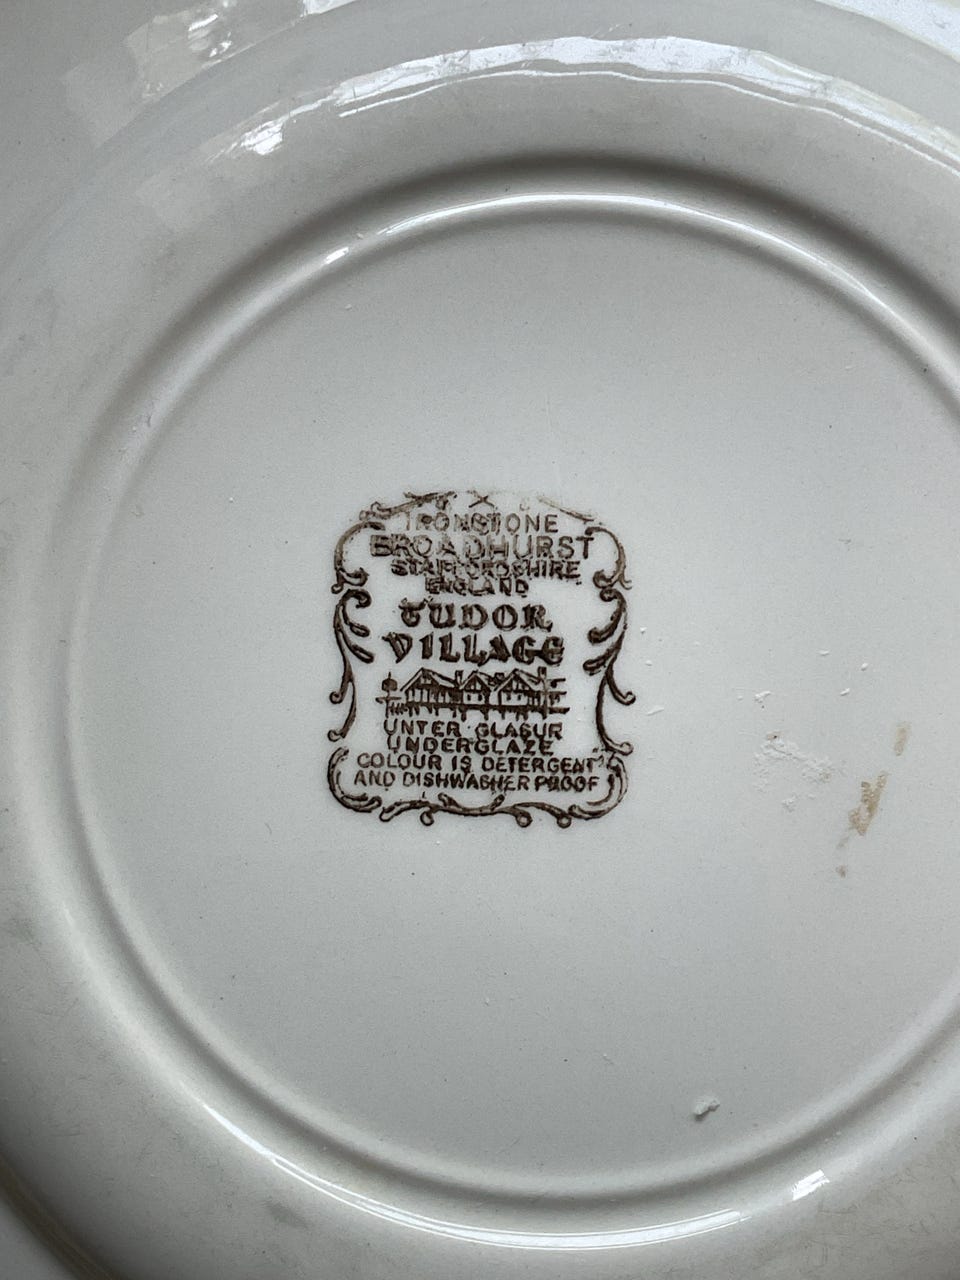 IRONSTONE
BROADHURST
STAFFORDSHIRE
ENGLAND
TUDOR
VILLAGE
UNTER GLASUR
UNDERGLAZE
COLOUR IS DETERGENT
AND DISHWASHER PROOF